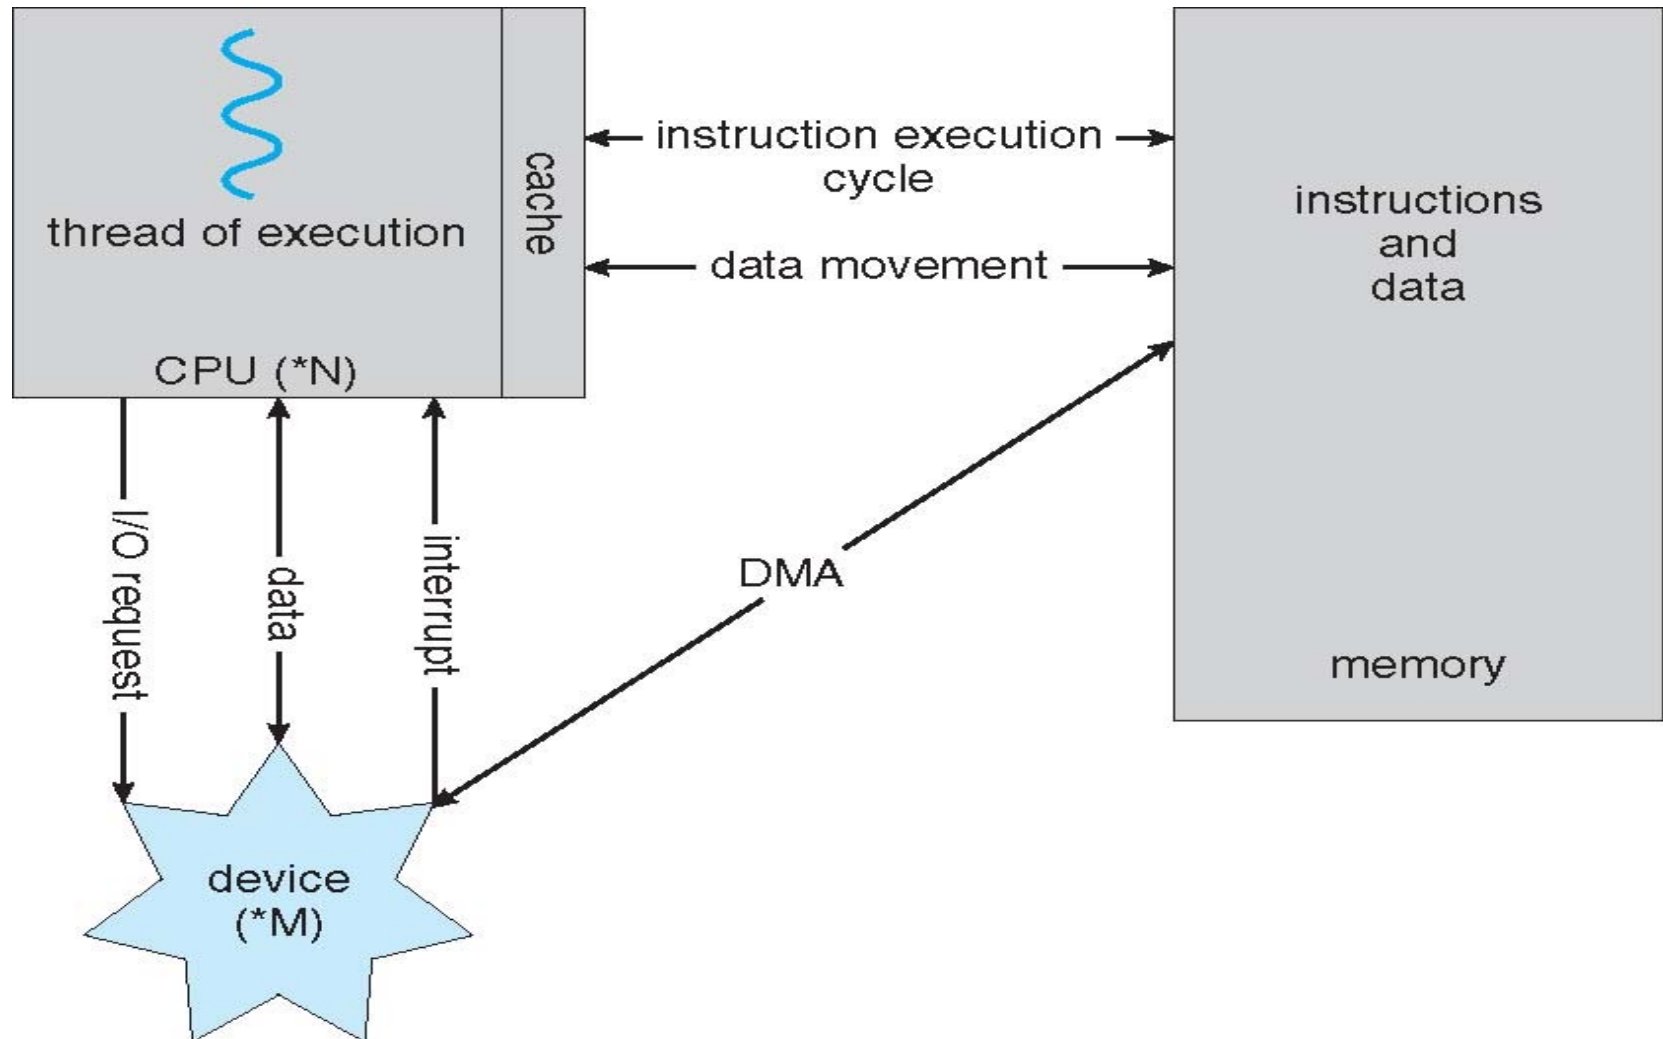 thread of execution
CPU (*N)
cache
instruction execution
cycle
data movement
instructions
and
data
memory
I/O request
data
interrupt
DMA
device
(*M)